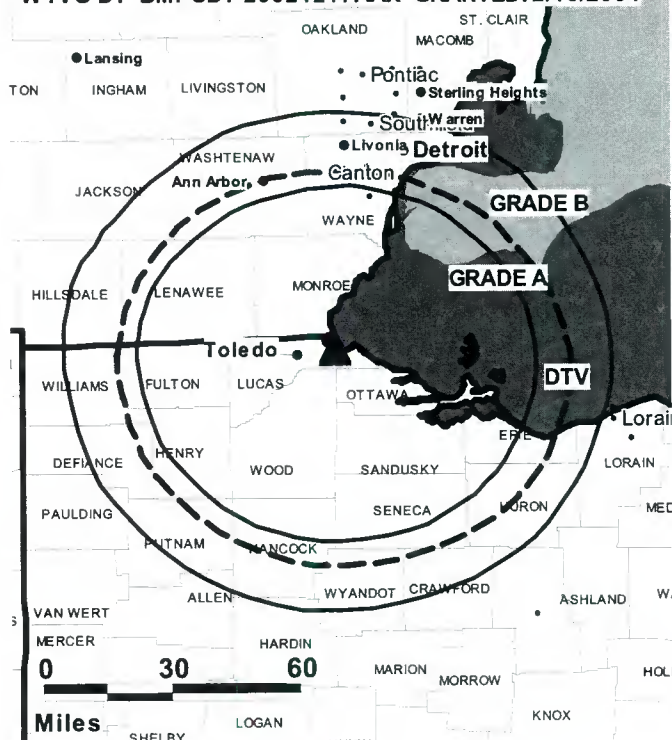 OAKLAND
ST. CLAIR
MACOMB
Lansing
Pontiac
TON
INGHAM
LIVINGSTON
Sterling Heights
Warren
Southfield
Livonia
Detroit
WASHTENAW
Canton
Ann Arbor
JACKSON
GRADE B
WAYNE
GRADE A
MONROE
HILLSDALE
LENAWEE
Toledo
DTV
WILLIAMS
FULTON
LUCAS
OTTAWA
Lorai
ERIE
HENRY
DEFIANCE
WOOD
SANDUSKY
LORAIN
SENECA
HURON
PAULDING
MED
PUTNAM
HANCOCK
ALLEN
WYANDOT
CRAWFORD
ASHLAND
W
S
VAN WERT
MERCER
HARDIN
0 30 60
MARION
MORROW
HOL
Miles
LOGAN
KNOX
SHELBY